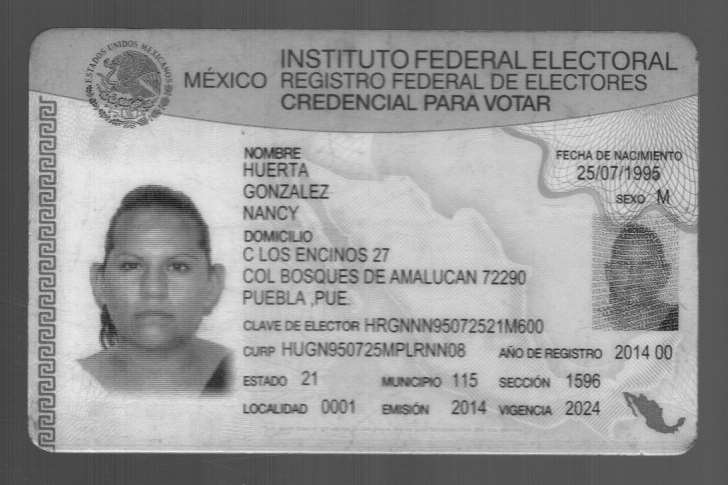 ESTADOS UNIDOS MEXICANOS
INSTITUTO FEDERAL ELECTORAL
MÉXICO REGISTRO FEDERAL DE ELECTORES
CREDENCIAL PARA VOTAR
NOMBRE
HUERTA
GONZALEZ
NANCY
FECHA DE NACIMIENTO
25/07/1995
SEXO M
DOMICILIO
C LOS ENCINOS 27
COL BOSQUES DE AMALUCAN 72290
PUEBLA ,PUE.
CLAVE DE ELECTOR HRGNNN95072521M600
CURP HUGN950725MPLRNN08 AÑO DE REGISTRO 2014 00
ESTADO 21 MUNICIPIO 115 SECCIÓN 1596
LOCALIDAD 0001 EMISIÓN 2014 VIGENCIA 2024